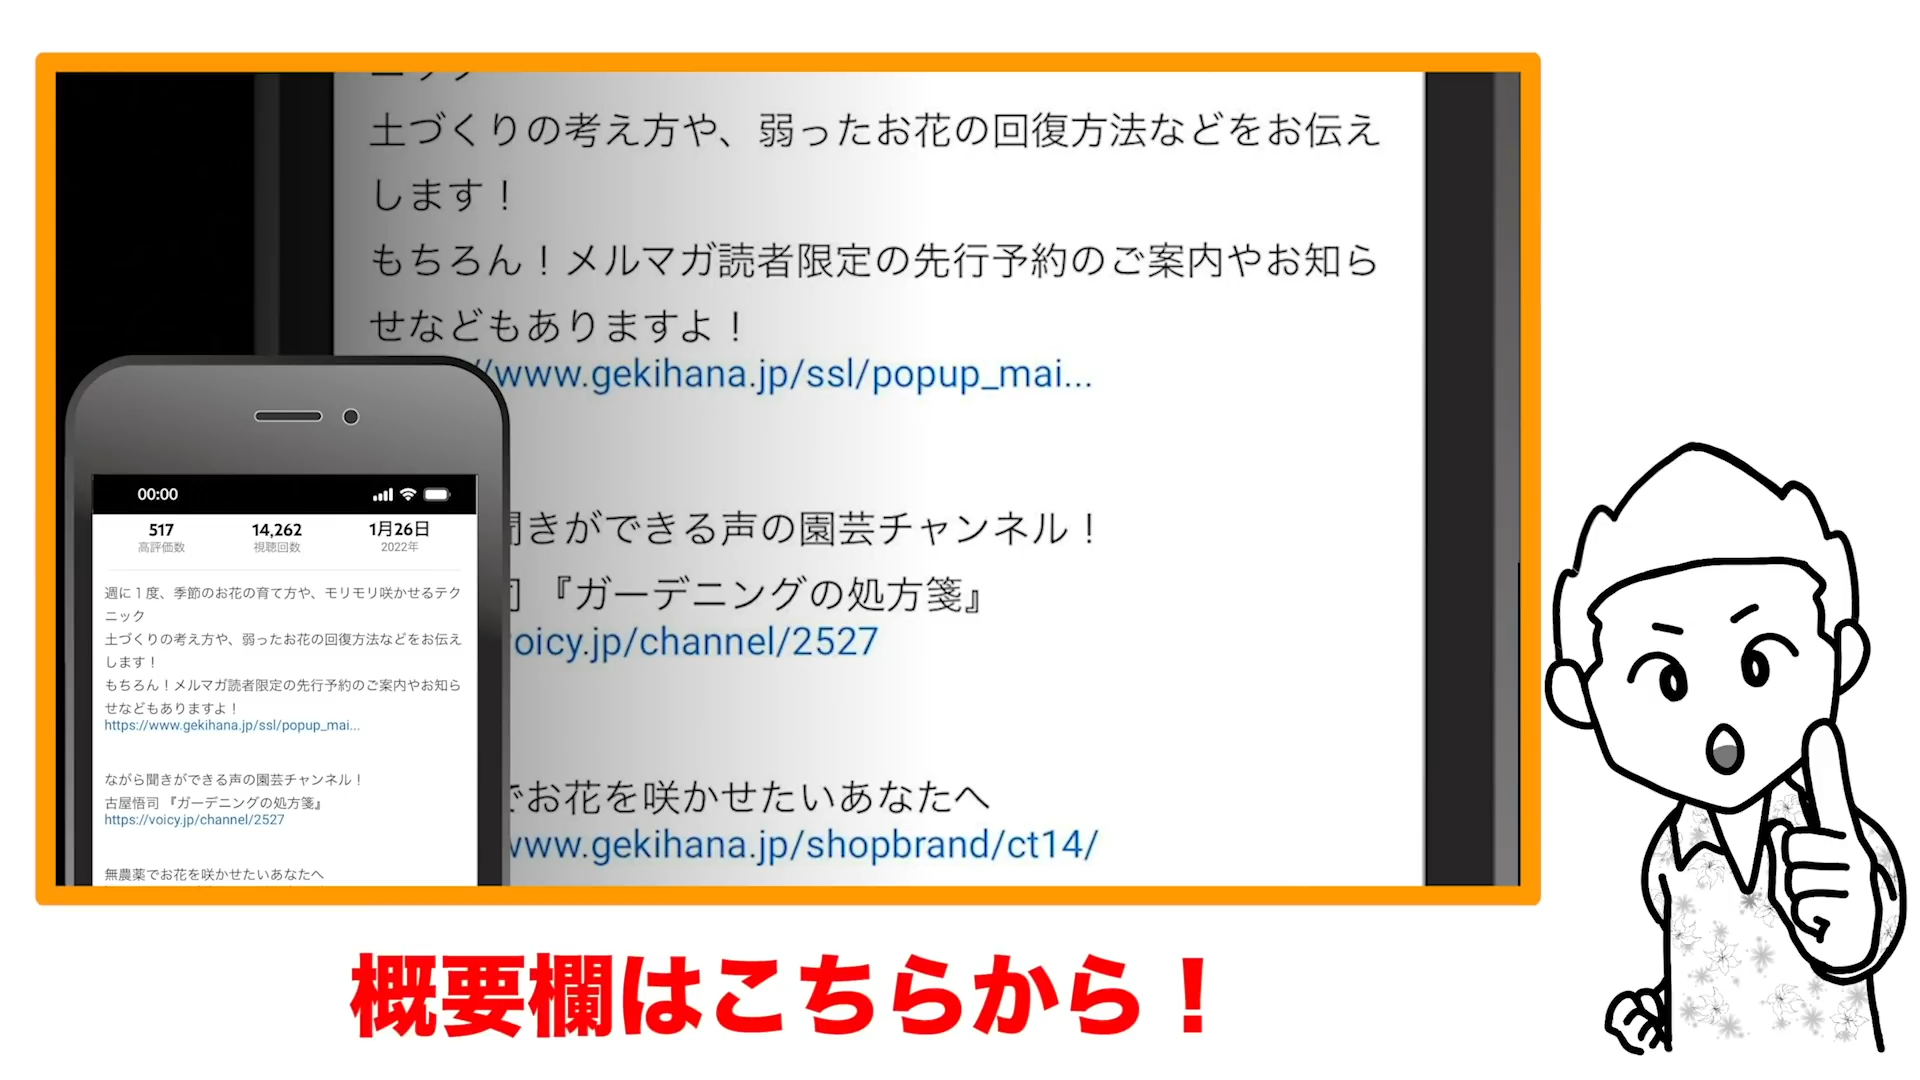 土づくりの考え方や、弱ったお花の回復方法などをお伝え
します！
もちろん！メルマガ読者限定の先行予約のご案内やお知ら
せなどもありますよ！
//www.gekihana.jp/ssl/popup_mai...
聞きができる声の園芸チャンネル！
司 『ガーデニングの処方箋』
voicy.jp/channel/2527
でお花を咲かせたいあなたへ
www.gekihana.jp/shopbrand/ct14/
00:00
517 14,262 1月26日
高評価数 視聴回数 2022年
週に１度、季節のお花の育て方や、モリモリ咲かせるテク
ニック
土づくりの考え方や、弱ったお花の回復方法などをお伝え
します！
もちろん！メルマガ読者限定の先行予約のご案内やお知ら
せなどもありますよ！
https://www.gekihana.jp/ssl/popup_mai...
ながら聞きができる声の園芸チャンネル！
古屋悟司 『ガーデニングの処方箋』
https://voicy.jp/channel/2527
無農薬でお花を咲かせたいあなたへ
概要欄はこちらから！